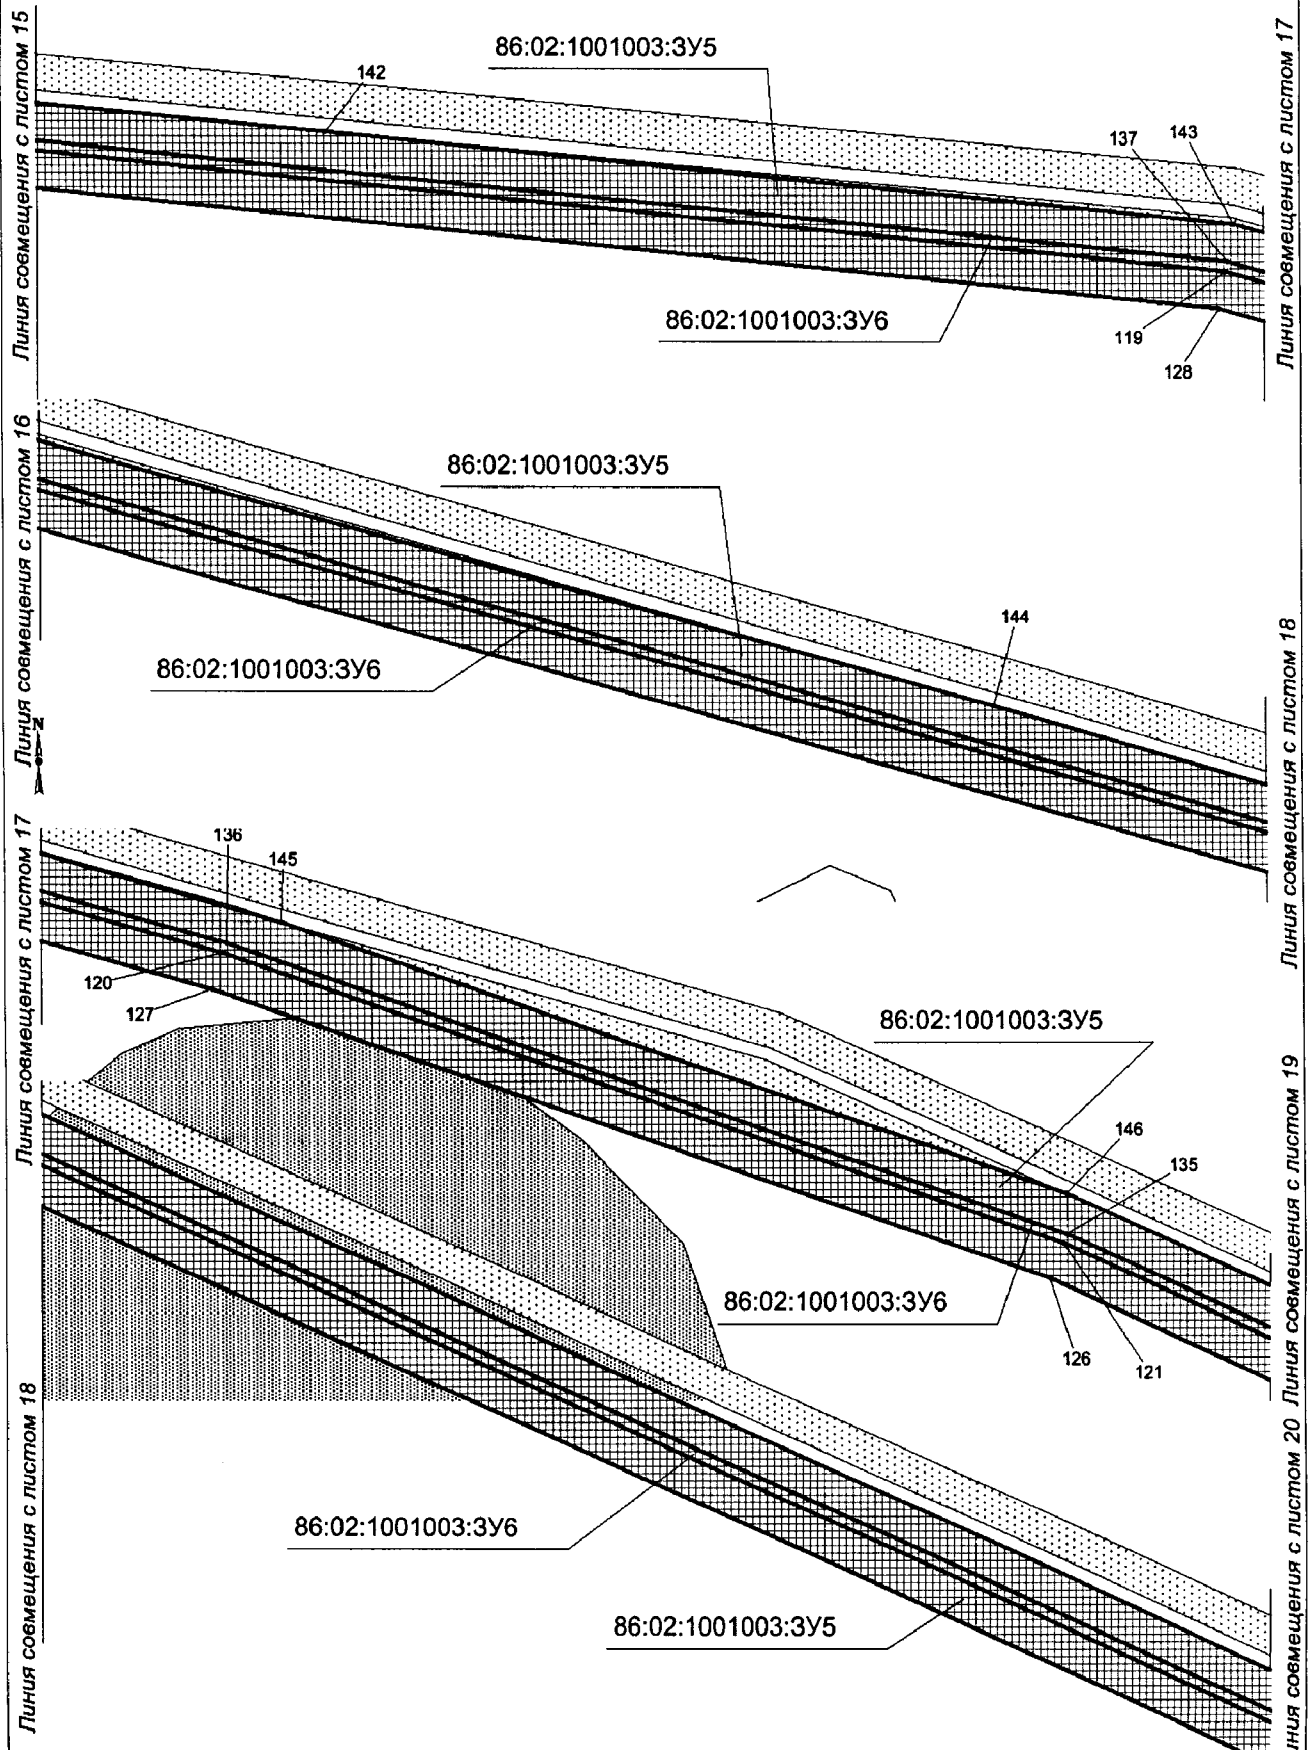 Линия совмещения с листом 15
86:02:1001003:ЗУ5
142
137
143
Линия совмещения с листом 17
86:02:1001003:ЗУ6
119
128
Линия совмещения с листом 16
86:02:1001003:ЗУ5
144
86:02:1001003:ЗУ6
Линия совмещения с листом 18
N
Линия совмещения с листом 17
136
145
120
127
86:02:1001003:ЗУ5
146
135
86:02:1001003:ЗУ6
126
121
Линия совмещения с листом 19
Линия совмещения с листом 18
86:02:1001003:ЗУ6
86:02:1001003:ЗУ5
ния совмещения с листом 20